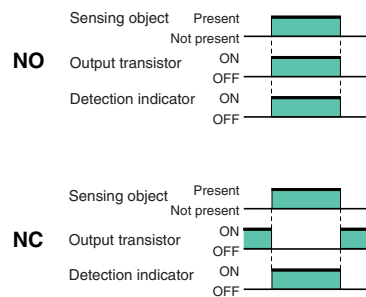 Sensing object Present
Not present
NO Output transistor ON
OFF
Detection indicator ON
OFF
Sensing object Present
Not present
NC Output transistor ON
OFF
Detection indicator ON
OFF